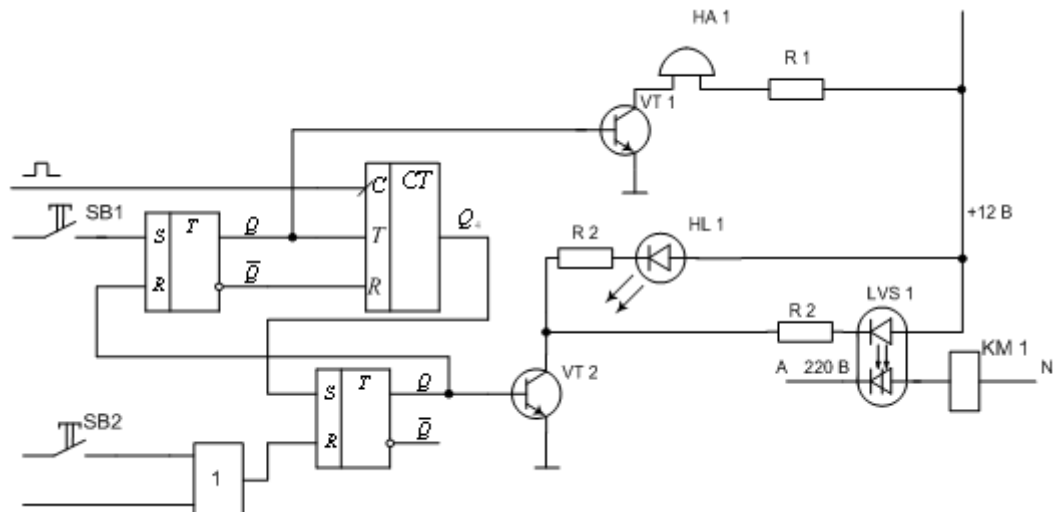 HA 1
R 1
VT 1
C CT
SB1
S T Q
Q₄
T
+12 В
R Q̅
R
R 2
HL 1
LVS 1
R 2
KM 1
A 220 В
N
VT 2
S T Q
SB2
R Q̅
1